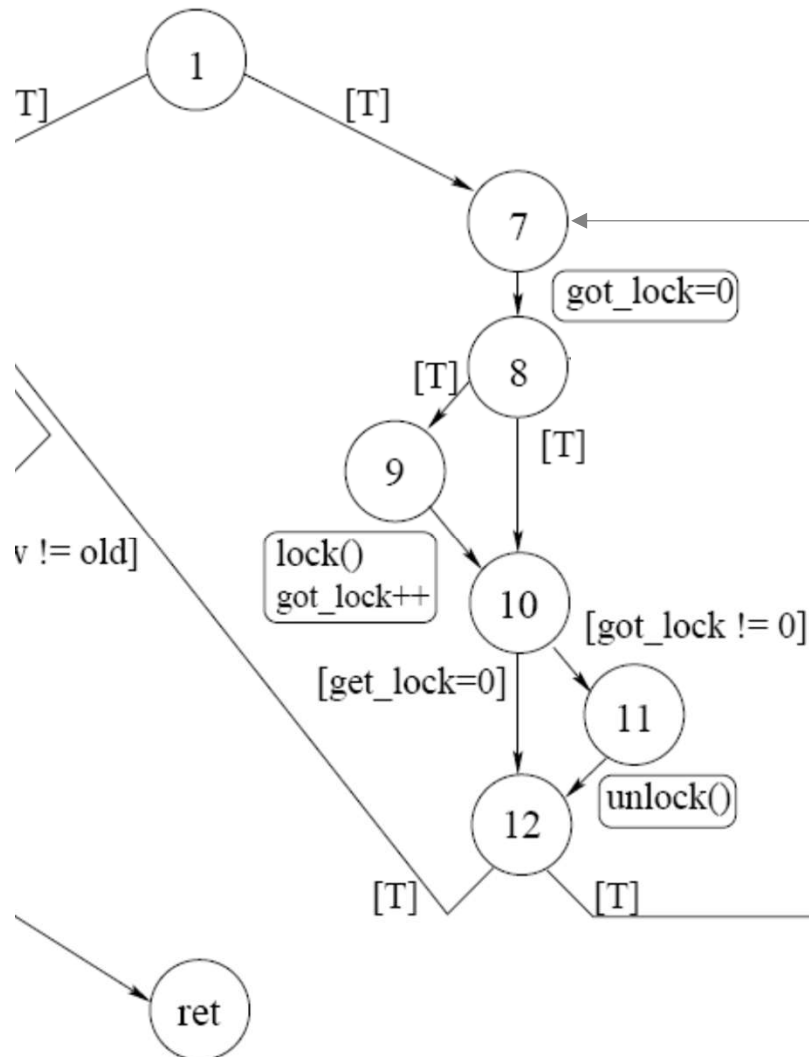 1
T]
[T]
7
got_lock=0
8
[T]
[T]
9
v != old]
lock()
got_lock++
10
[got_lock != 0]
[get_lock=0]
11
unlock()
12
[T]
[T]
ret